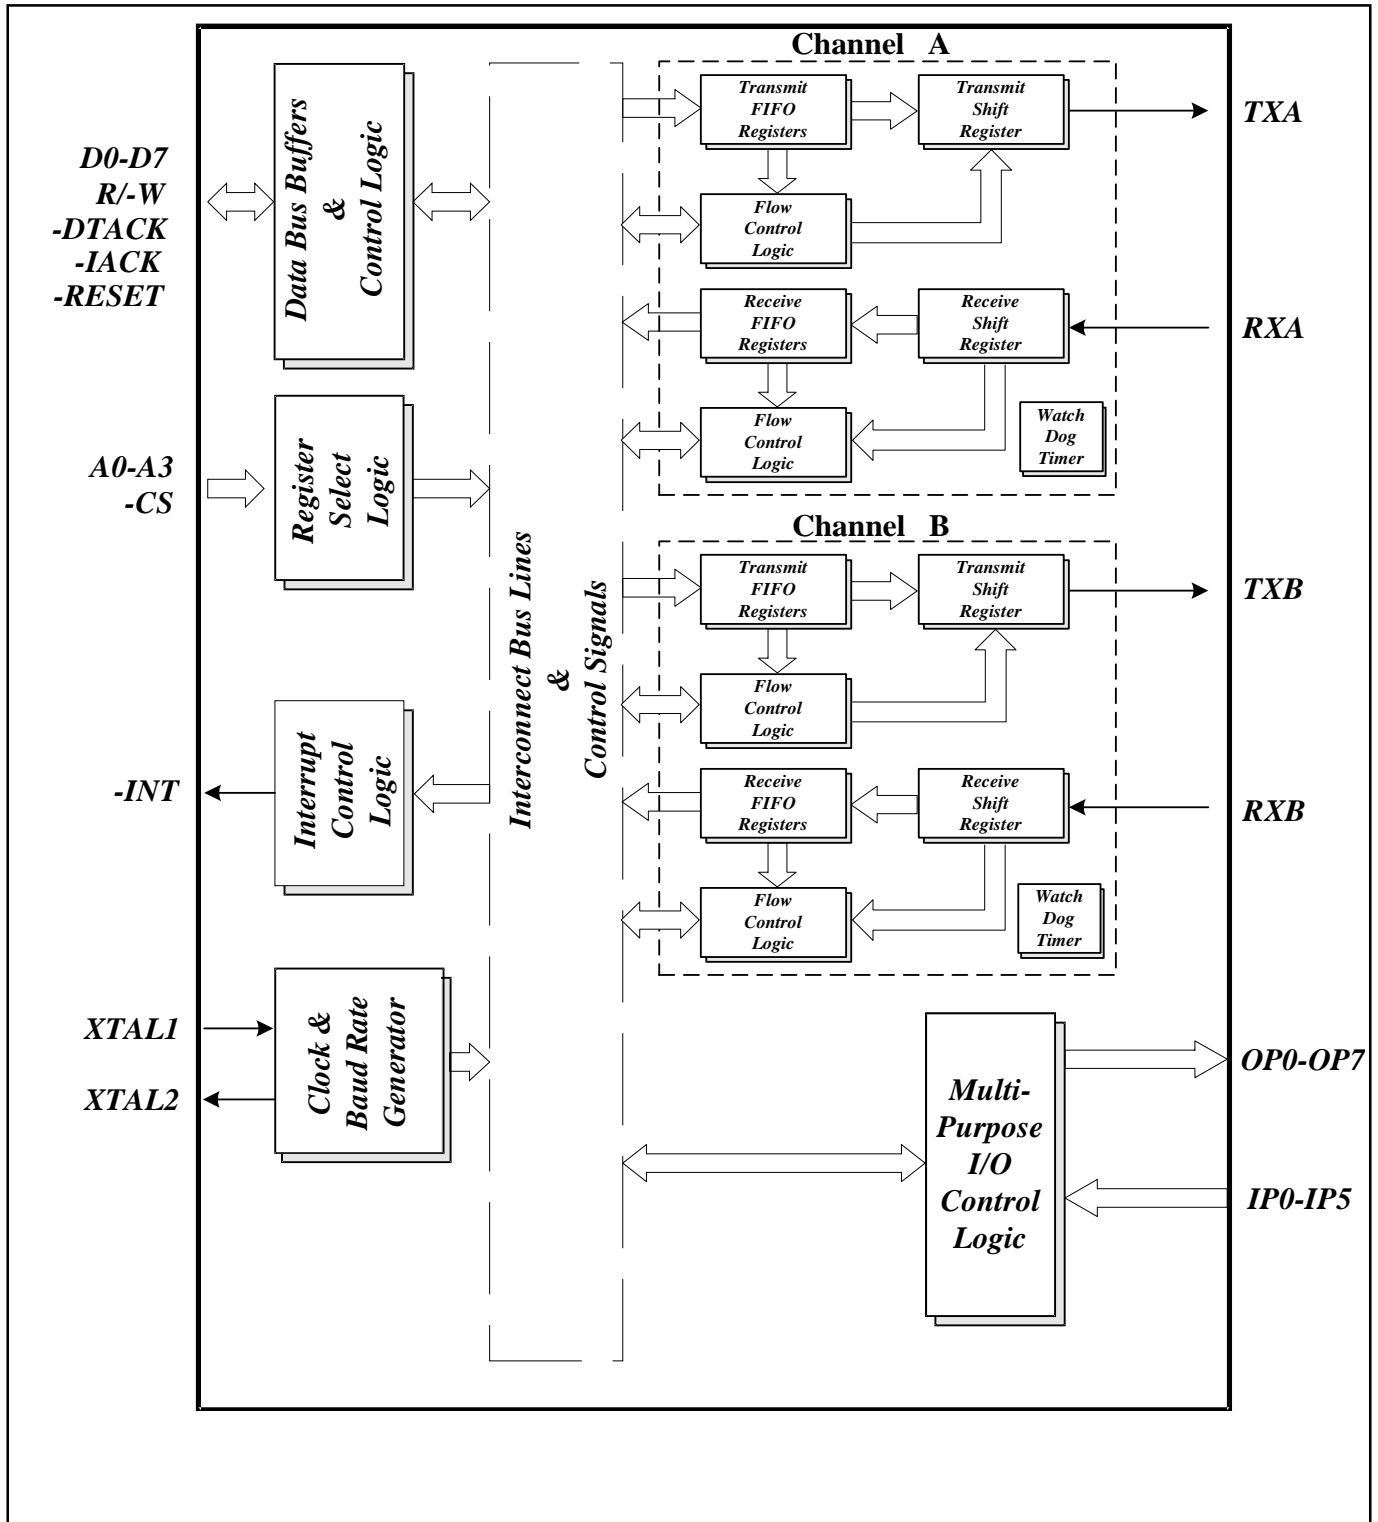 D0-D7
R/-W
-DTACK
-IACK
-RESET
A0-A3
-CS
-INT
XTAL1
XTAL2
Data Bus Buffers
&
Control Logic
Register
Select
Logic
Interrupt
Control
Logic
Clock &
Baud Rate
Generator
Interconnect Bus Lines
&
Control Signals
Channel A
Transmit
FIFO
Registers
Transmit
Shift
Register
Flow
Control
Logic
Receive
FIFO
Registers
Receive
Shift
Register
Flow
Control
Logic
Watch
Dog
Timer
Channel B
Transmit
FIFO
Registers
Transmit
Shift
Register
Flow
Control
Logic
Receive
FIFO
Registers
Receive
Shift
Register
Flow
Control
Logic
Watch
Dog
Timer
Multi-
Purpose
I/O
Control
Logic
TXA
RXA
TXB
RXB
OP0-OP7
IP0-IP5